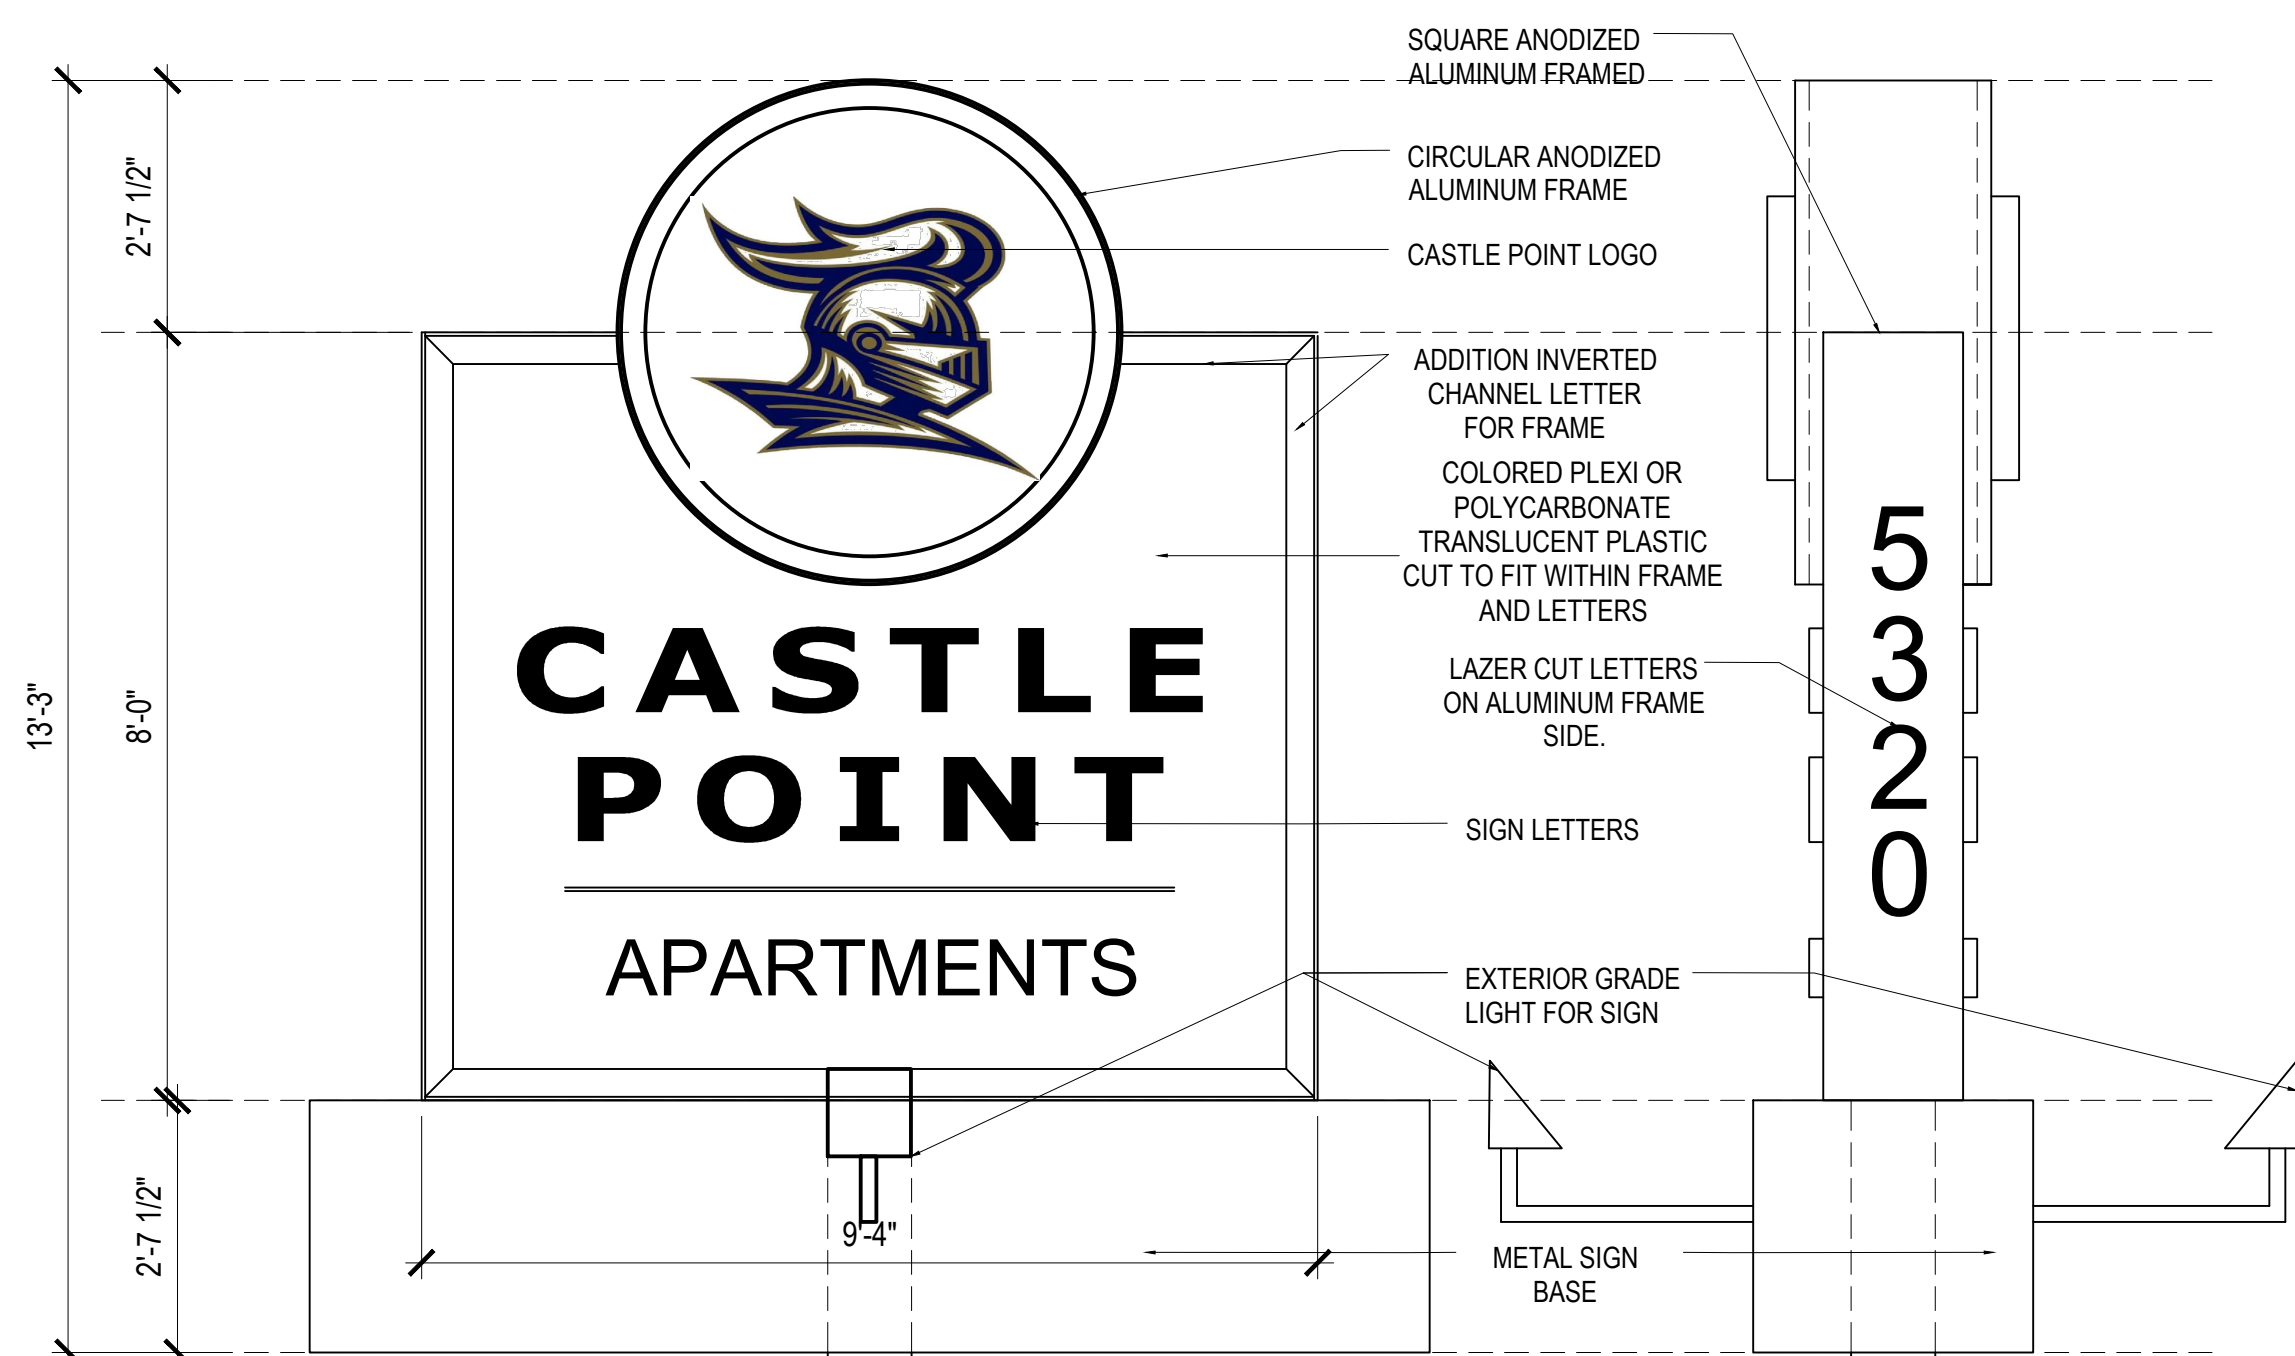 SQUARE ANODIZED
ALUMINUM FRAMED
CIRCULAR ANODIZED
ALUMINUM FRAME
CASTLE POINT LOGO
ADDITION INVERTED
CHANNEL LETTER
FOR FRAME
COLORED PLEXI OR
POLYCARBONATE
TRANSLUCENT PLASTIC
CUT TO FIT WITHIN FRAME
AND LETTERS
LAZER CUT LETTERS
ON ALUMINUM FRAME
SIDE.
SIGN LETTERS
EXTERIOR GRADE
LIGHT FOR SIGN
METAL SIGN
BASE
13'-3"
2'-7 1/2"
8'-0"
2'-7 1/2"
CASTLE
POINT
APARTMENTS
9'-4"
5
3
2
0